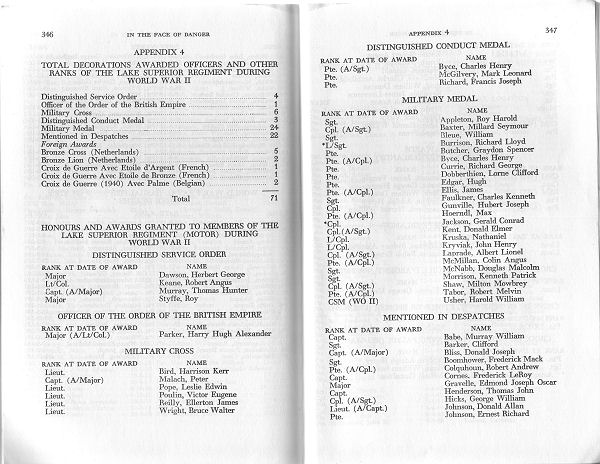 346 IN THE FACE OF DANGER
APPENDIX 4
TOTAL DECORATIONS AWARDED OFFICERS AND OTHER
RANKS OF THE LAKE SUPERIOR REGIMENT DURING
WORLD WAR II
Distinguished Service Order 4
Officer of the Order of the British Empire 1
Military Cross 6
Distinguished Conduct Medal 3
Military Medal 24
Mentioned in Despatches 22
Foreign Awards
Bronze Cross (Netherlands) 5
Bronze Lion (Netherlands) 2
Croix de Guerre Avec Etoile d'Argent (French) 1
Croix de Guerre Avec Etoile de Bronze (French) 1
Croix de Guerre (1940) Avec Palme (Belgian) 2
Total 71
HONOURS AND AWARDS GRANTED TO MEMBERS OF THE
LAKE SUPERIOR REGIMENT (MOTOR) DURING
WORLD WAR II
DISTINGUISHED SERVICE ORDER
RANK AT DATE OF AWARD NAME
Major Dawson, Herbert George
Lt/Col. Keane, Robert Angus
Capt. (A/Major) Murray, Thomas Hunter
Major Styffe, Roy
OFFICER OF THE ORDER OF THE BRITISH EMPIRE
RANK AT DATE OF AWARD NAME
Major (A/Lt/Col.) Parker, Harry Hugh Alexander
MILITARY CROSS
RANK AT DATE OF AWARD NAME
Lieut. Bird, Harrison Kerr
Capt. (A/Major) Malach, Peter
Lieut. Pope, Leslie Edwin
Lieut. Poulin, Victor Eugene
Lieut. Reilly, Ellerton James
Lieut. Wright, Bruce Walter
APPENDIX 4 347
DISTINGUISHED CONDUCT MEDAL
RANK AT DATE OF AWARD NAME
Pte. (A/Sgt.) Byce, Charles Henry
Pte. McGilvery, Mark Leonard
Pte. Richard, Francis Joseph
MILITARY MEDAL
RANK AT DATE OF AWARD NAME
Sgt. Appleton, Roy Harold
Cpl. (A/Sgt.) Baxter, Millard Seymour
Sgt. Bleue, William
*L/Sgt. Burrison, Richard Lloyd
Pte. Butcher, Graydon Spencer
Pte. (A/Cpl.) Byce, Charles Henry
Pte. Currie, Richard George
Pte. Dobberthien, Lorne Clifford
Pte. Edgar, Hugh
Pte. (A/Cpl.) Ellis, James
Sgt. Faulkner, Charles Kenneth
Cpl. Gunville, Hubert Joseph
Pte. (A/Cpl.) Hoerndl, Max
*Cpl. Jackson, Gerald Conrad
Cpl.(A/Sgt.) Kent, Donald Elmer
L/Cpl. Kruska, Nathaniel
L/Cpl. Kryviak, John Henry
Cpl. (A/Sgt.) Laprade, Albert Lionel
Pte. (A/Cpl.) McMillan, Colin Angus
Sgt. McNabb, Douglas Malcolm
Sgt. Morrison, Kenneth Patrick
Cpl. (A/Sgt.) Shaw, Milton Mowbrey
Pte. (A/Cpl.) Tabor, Robert Melvin
CSM (WO II) Usher, Harold William
MENTIONED IN DESPATCHES
RANK AT DATE OF AWARD NAME
Capt. Babe, Murray William
Sgt. Barker, Clifford
Capt. (A/Major) Bliss, Donald Joseph
Sgt. Boomhower, Frederick Mack
Pte. (A/Cpl.) Colquhoun, Robert Andrew
Capt. Cornes, Frederick LeRoy
Major Gravelle, Edmond Joseph Oscar
Capt. Henderson, Thomas John
Cpl. (A/Sgt.) Hicks, George William
Lieut. (A/Capt.) Johnson, Donald Allan
Pte. Johnson, Ernest Richard